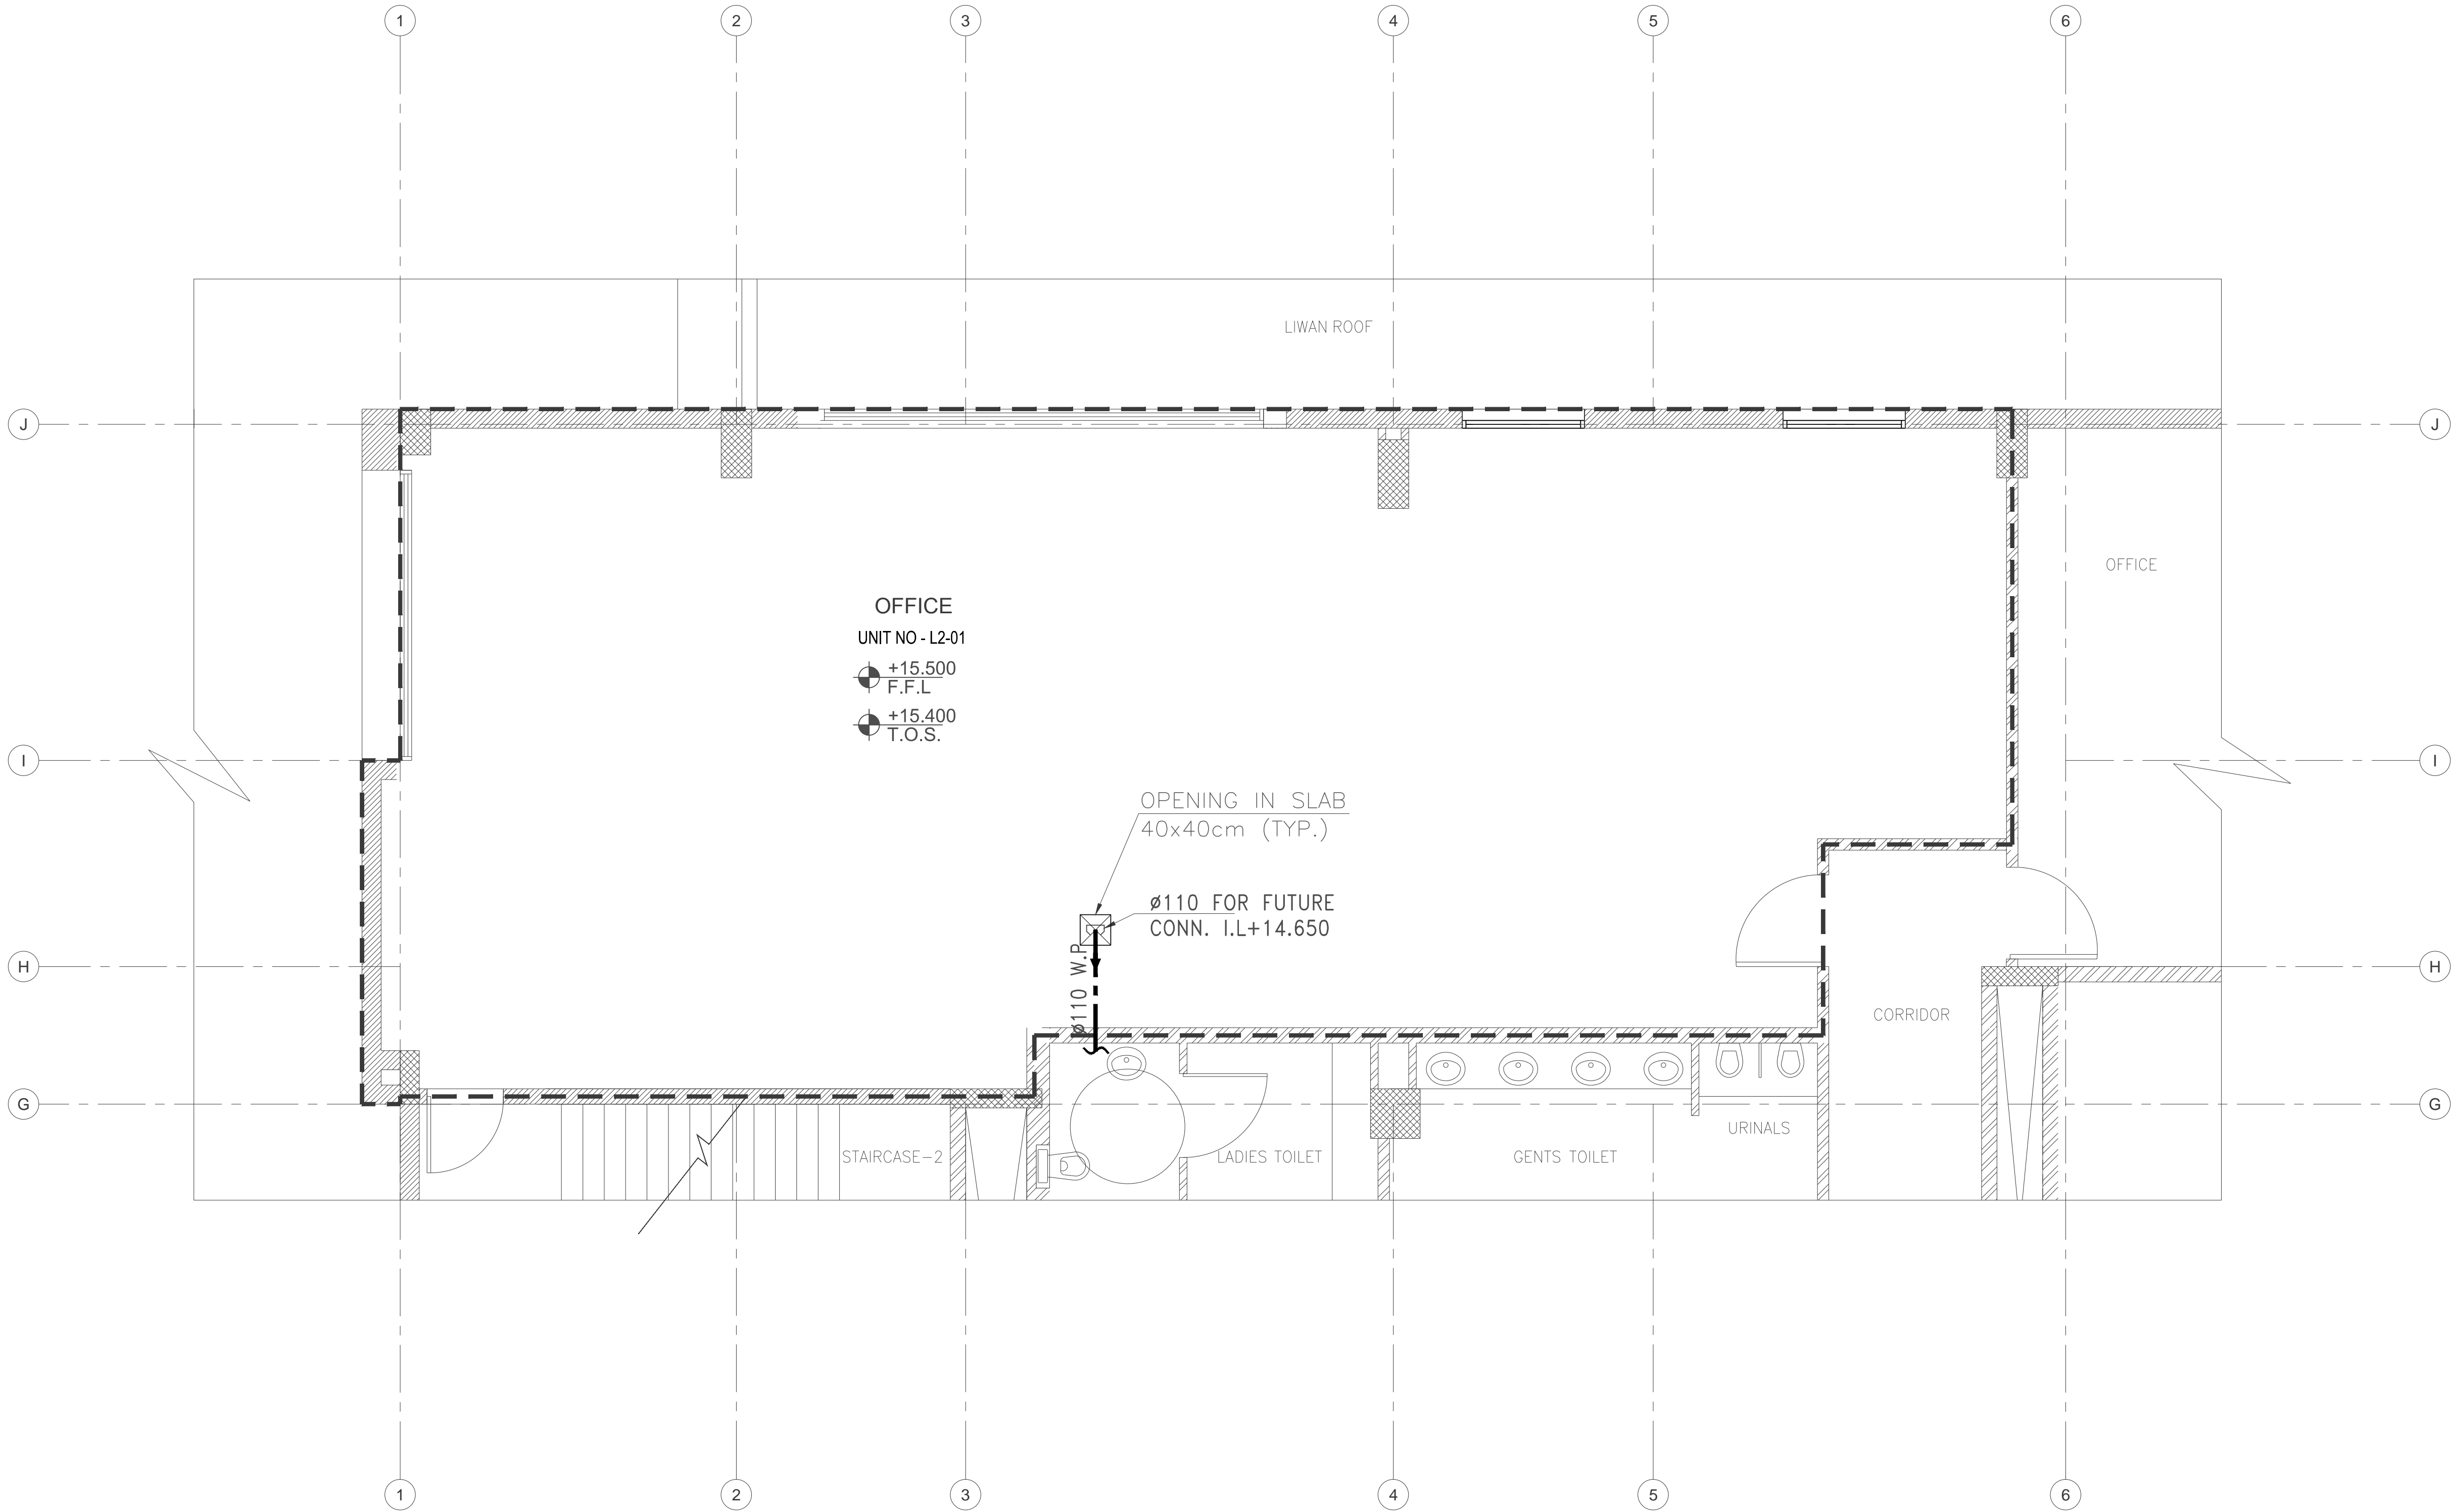 1 2 3 4 5 6
LIWAN ROOF
J J
OFFICE
OFFICE
UNIT NO - L2-01
+15.500
F.F.L
+15.400
T.O.S.
I I
OPENING IN SLAB
40x40cm (TYP.)
ø110 FOR FUTURE
CONN. I.L+14.650
ø110 W.P
H H
CORRIDOR
G G
URINALS
STAIRCASE-2
LADIES TOILET
GENTS TOILET
1 2 3 4 5 6